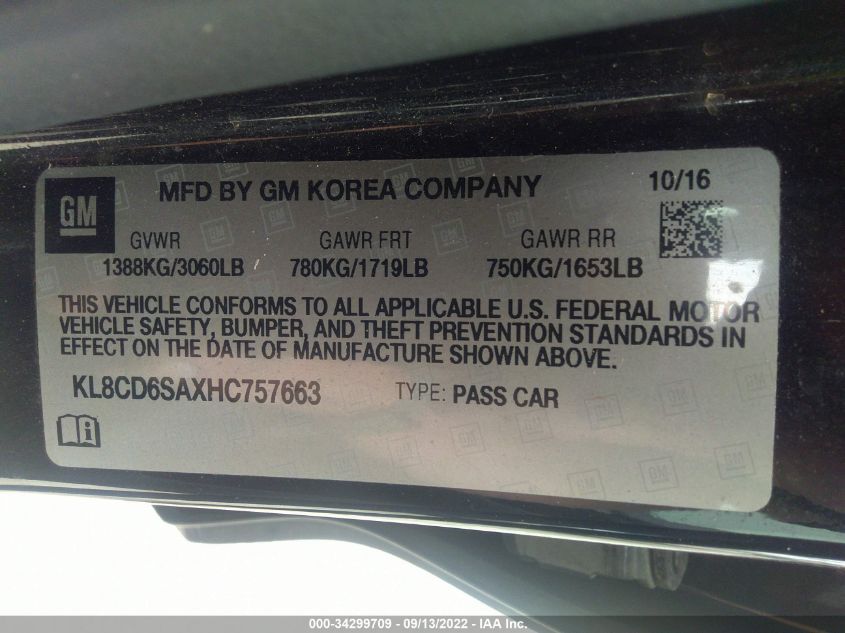 GM MFD BY GM KOREA COMPANY 10/16
GVWR GAWR FRT GAWR RR
1388KG/3060LB 780KG/1719LB 750KG/1653LB
THIS VEHICLE CONFORMS TO ALL APPLICABLE U.S. FEDERAL MOTOR
VEHICLE SAFETY, BUMPER, AND THEFT PREVENTION STANDARDS IN
EFFECT ON THE DATE OF MANUFACTURE SHOWN ABOVE.
KL8CD6SAXHC757663 TYPE: PASS CAR
000-34299709 - 09/13/2022 - IAA Inc.